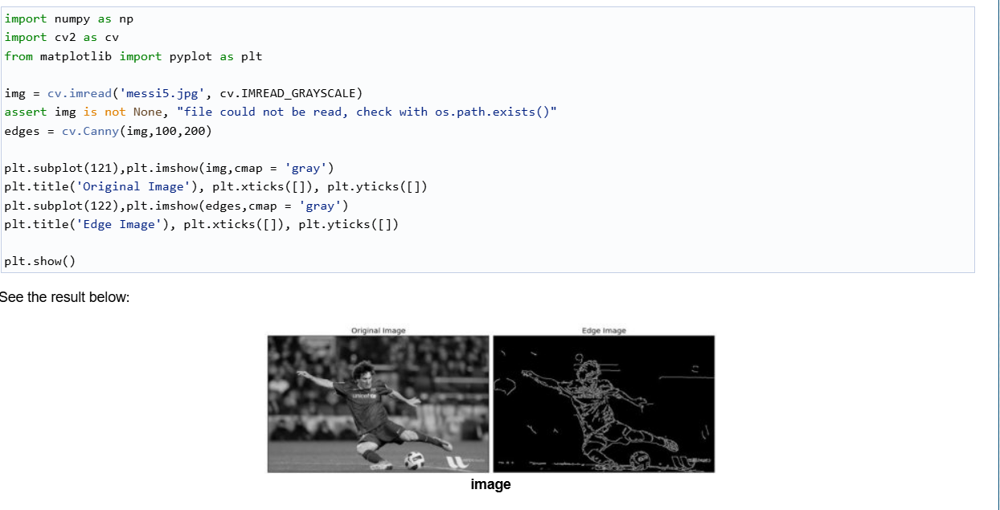 import numpy as np
import cv2 as cv
from matplotlib import pyplot as plt
img = cv.imread('messi5.jpg', cv.IMREAD_GRAYSCALE)
assert img is not None, "file could not be read, check with os.path.exists()"
edges = cv.Canny(img,100,200)
plt.subplot(121),plt.imshow(img,cmap = 'gray')
plt.title('Original Image'), plt.xticks([]), plt.yticks([])
plt.subplot(122),plt.imshow(edges,cmap = 'gray')
plt.title('Edge Image'), plt.xticks([]), plt.yticks([])
plt.show()
See the result below:
Original Image
Edge Image
unicef
image